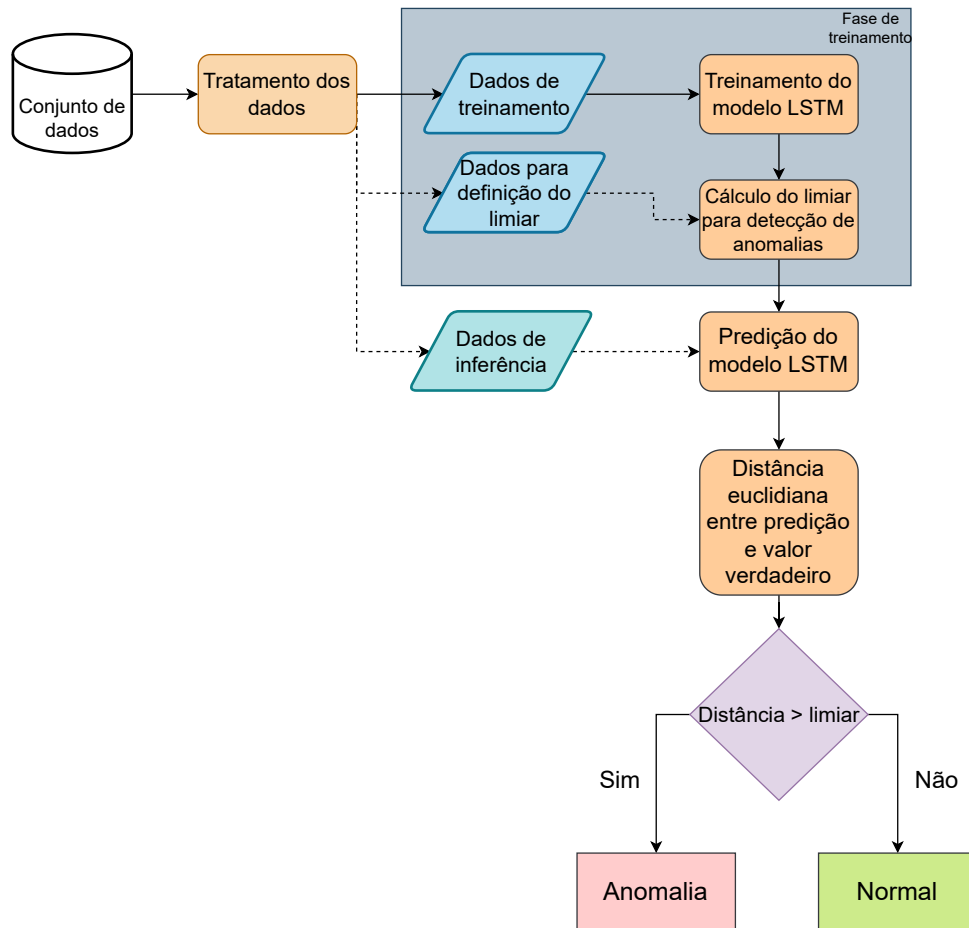 Fase de
treinamento
Conjunto de
dados
Tratamento dos
dados
Dados de
treinamento
Treinamento do
modelo LSTM
Dados para
definição do
limiar
Cálculo do limiar
para detecção de
anomalias
Dados de
inferência
Predição do
modelo LSTM
Distância
euclidiana
entre predição
e valor
verdadeiro
Distância > limiar
Sim
Não
Anomalia
Normal